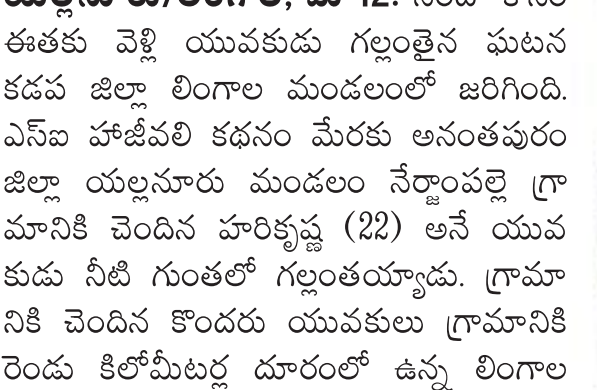 ఈతకు వెళ్లి యువకుడు గల్లంతైన ఘటన
కడప జిల్లా లింగాల మండలంలో జరిగింది.
ఎస్ఐ హాజీవలి కథనం మేరకు అనంతపురం
జిల్లా యల్లనూరు మండలం నేర్జాంపల్లె గ్రా
మానికి చెందిన హరికృష్ణ (22) అనే యువ
కుడు నీటి గుంతలో గల్లంతయ్యాడు. గ్రామా
నికి చెందిన కొందరు యువకులు గ్రామానికి
రెండు కిలోమీటర్ల దూరంలో ఉన్న లింగాల